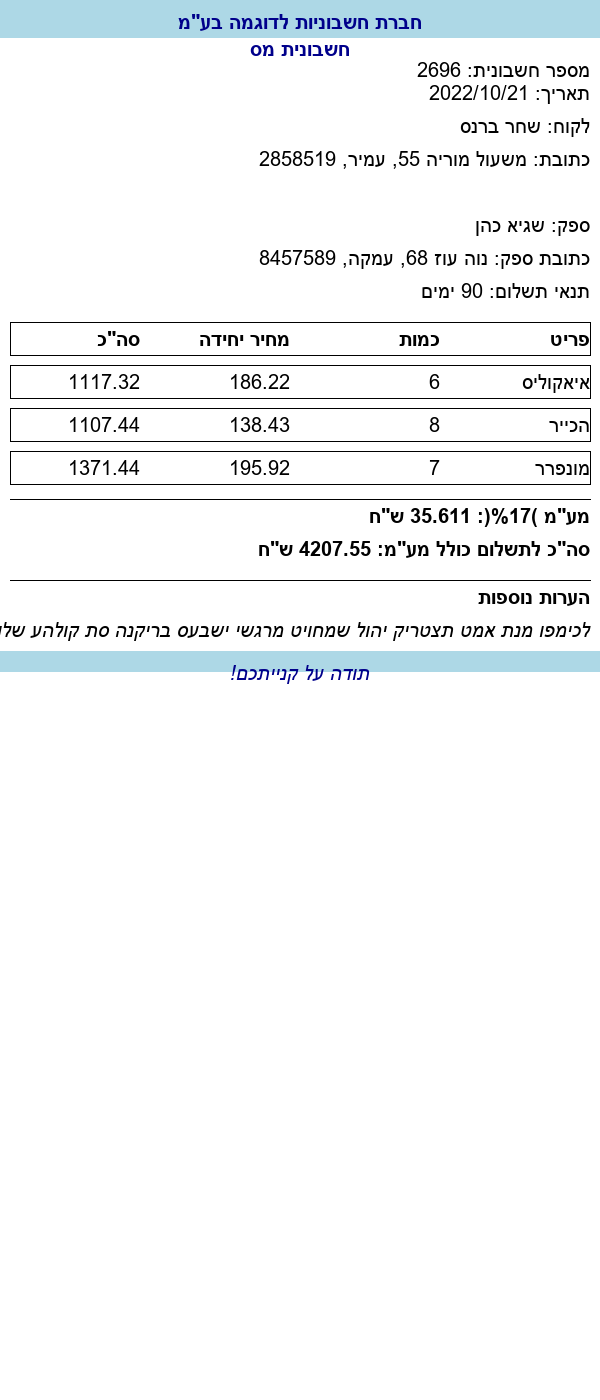 חברת חשבוניות לדוגמה בע"מ
חשבונית מס
מספר חשבונית: 2696
תאריך: 2022/10/21
לקוח: שחר ברנס
כתובת: משעול מוריה 55, עמיר, 2858519
ספק: שגיא כהן
כתובת ספק: נוה עוז 68, עמקה, 8457589
תנאי תשלום: 90 ימים
פריט כמות מחיר יחידה סה"כ
איאקוליס 6 186.22 1117.32
הכייר 8 138.43 1107.44
מונפרר 7 195.92 1371.44
מע"מ )17%(: 35.611 ש"ח
סה"כ לתשלום כולל מע"מ: 4207.55 ש"ח
הערות נוספות
לכימפו מנת אמט תצטריק יהול שמחויט מרגשי ישבעס בריקנה סת קולהע
תודה על קנייתכם!